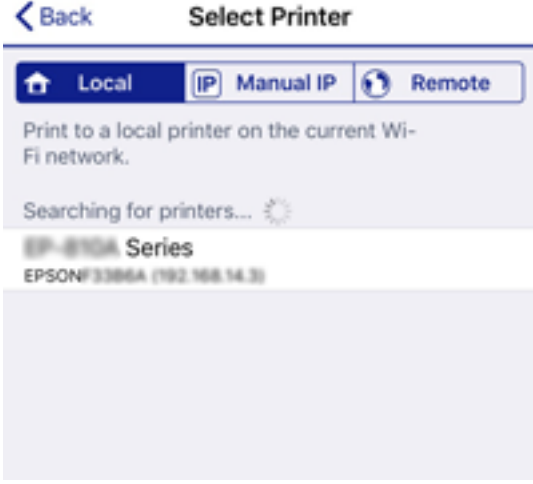 Back Select Printer
Local IP Manual IP Remote
Print to a local printer on the current Wi-
Fi network.
Searching for printers...
Series
EPSON